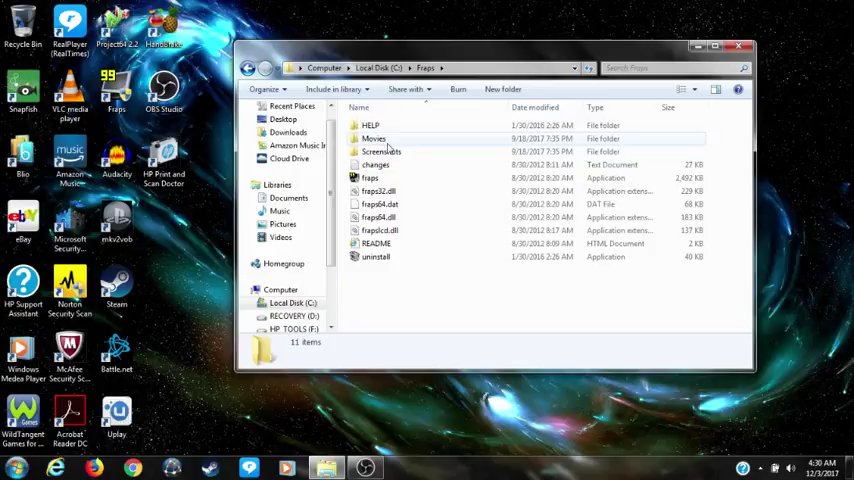 Recycle Bin
RealPlayer
(RealTimes)
Project64 2.2
HandBrake
Snapfish
VLC media
player
99
Fraps
OBS Studio
Blio
Amazon
Music
Audacity
HP Print and
Scan Doctor
eBay
Microsoft
Security ...
mkv2vob
HP Support
Assistant
Norton
Security Scan
Steam
Windows
Media Player
McAfee
Security Sc...
Battle.net
WildTangent
Games for ...
Acrobat
Reader DC
Uplay
Computer
Local Disk (C:)
Fraps
Search Fraps
Organize
Include in library
Share with
Burn
New folder
Recent Places
Desktop
Downloads
Amazon Music In
Cloud Drive
Libraries
Documents
Music
Pictures
Videos
Homegroup
Computer
Local Disk (C:)
RECOVERY (D:)
HP_TOOLS (F:)
Name Date modified Type Size
HELP 1/30/2016 2:26 AM File folder
Movies 9/18/2017 7:35 PM File folder
Screenshots 9/18/2017 7:35 PM File folder
changes 8/30/2012 8:11 AM Text Document 27 KB
fraps 8/30/2012 8:20 AM Application 2,492 KB
fraps32.dll 8/30/2012 8:20 AM Application extens... 229 KB
fraps64.dat 8/30/2012 8:20 AM DAT File 68 KB
fraps64.dll 8/30/2012 8:20 AM Application extens... 183 KB
frapslcd.dll 8/30/2012 8:17 AM Application extens... 137 KB
README 8/30/2012 8:09 AM HTML Document 2 KB
uninstall 1/30/2016 2:26 AM Application 40 KB
11 items
4:30 AM
12/3/2017